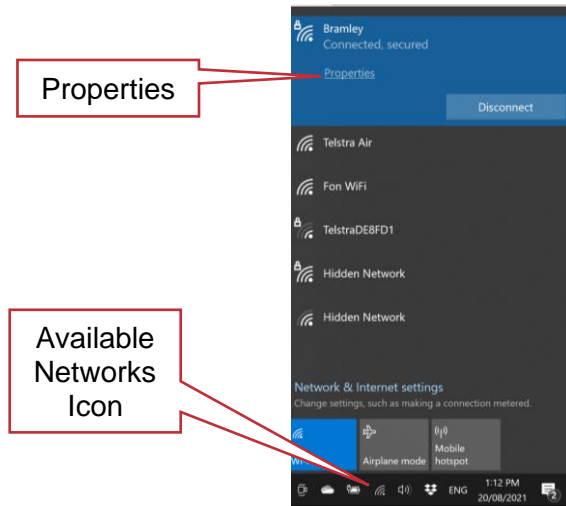 Bramley
Connected, secured
Properties
Properties
Disconnect
Telstra Air
Fon WiFi
TelstraDE8FD1
Hidden Network
Hidden Network
Available
Networks
Icon
Network & Internet settings
Change settings, such as making a connection metered.
Airplane mode
Mobile
hotspot
ENG
1:12 PM
20/08/2021
2